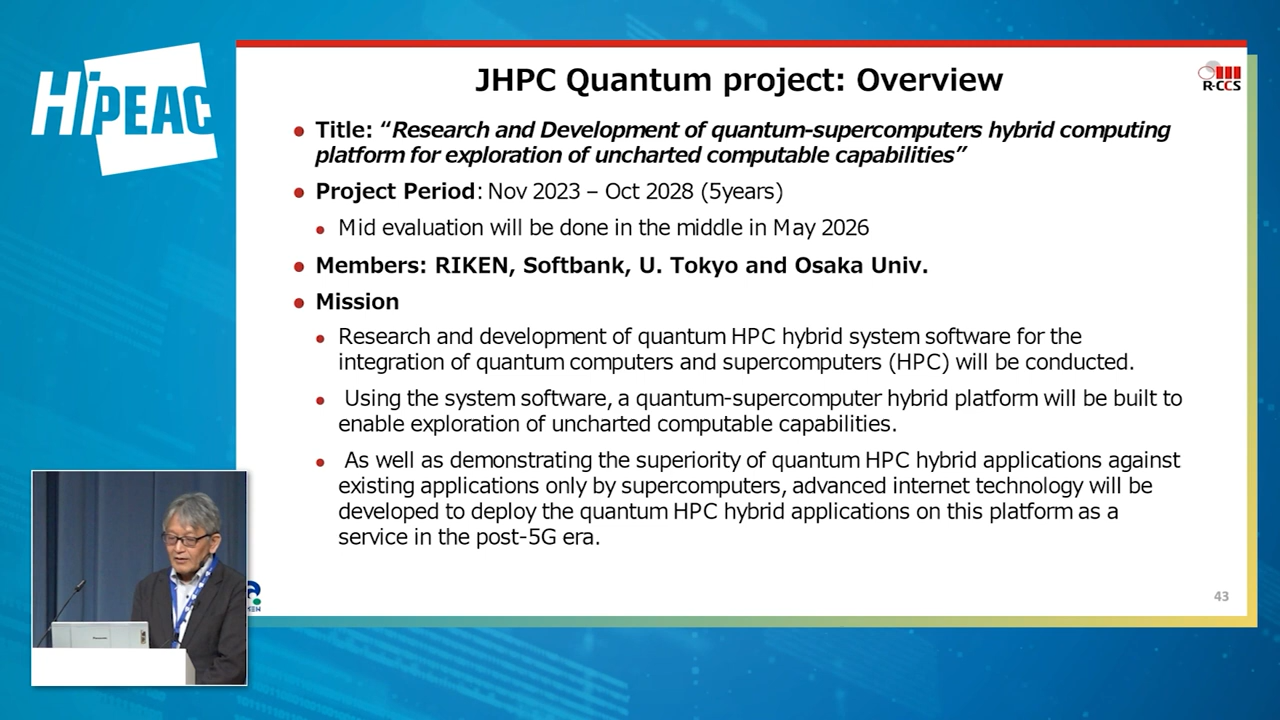 HiPEAC
JHPC Quantum project: Overview
R-CCS
Title: “Research and Development of quantum-supercomputers hybrid computing
platform for exploration of uncharted computable capabilities”
Project Period: Nov 2023 – Oct 2028 (5years)
Mid evaluation will be done in the middle in May 2026
Members: RIKEN, Softbank, U. Tokyo and Osaka Univ.
Mission
Research and development of quantum HPC hybrid system software for the
integration of quantum computers and supercomputers (HPC) will be conducted.
Using the system software, a quantum-supercomputer hybrid platform will be built to
enable exploration of uncharted computable capabilities.
As well as demonstrating the superiority of quantum HPC hybrid applications against
existing applications only by supercomputers, advanced internet technology will be
developed to deploy the quantum HPC hybrid applications on this platform as a
service in the post-5G era.
43